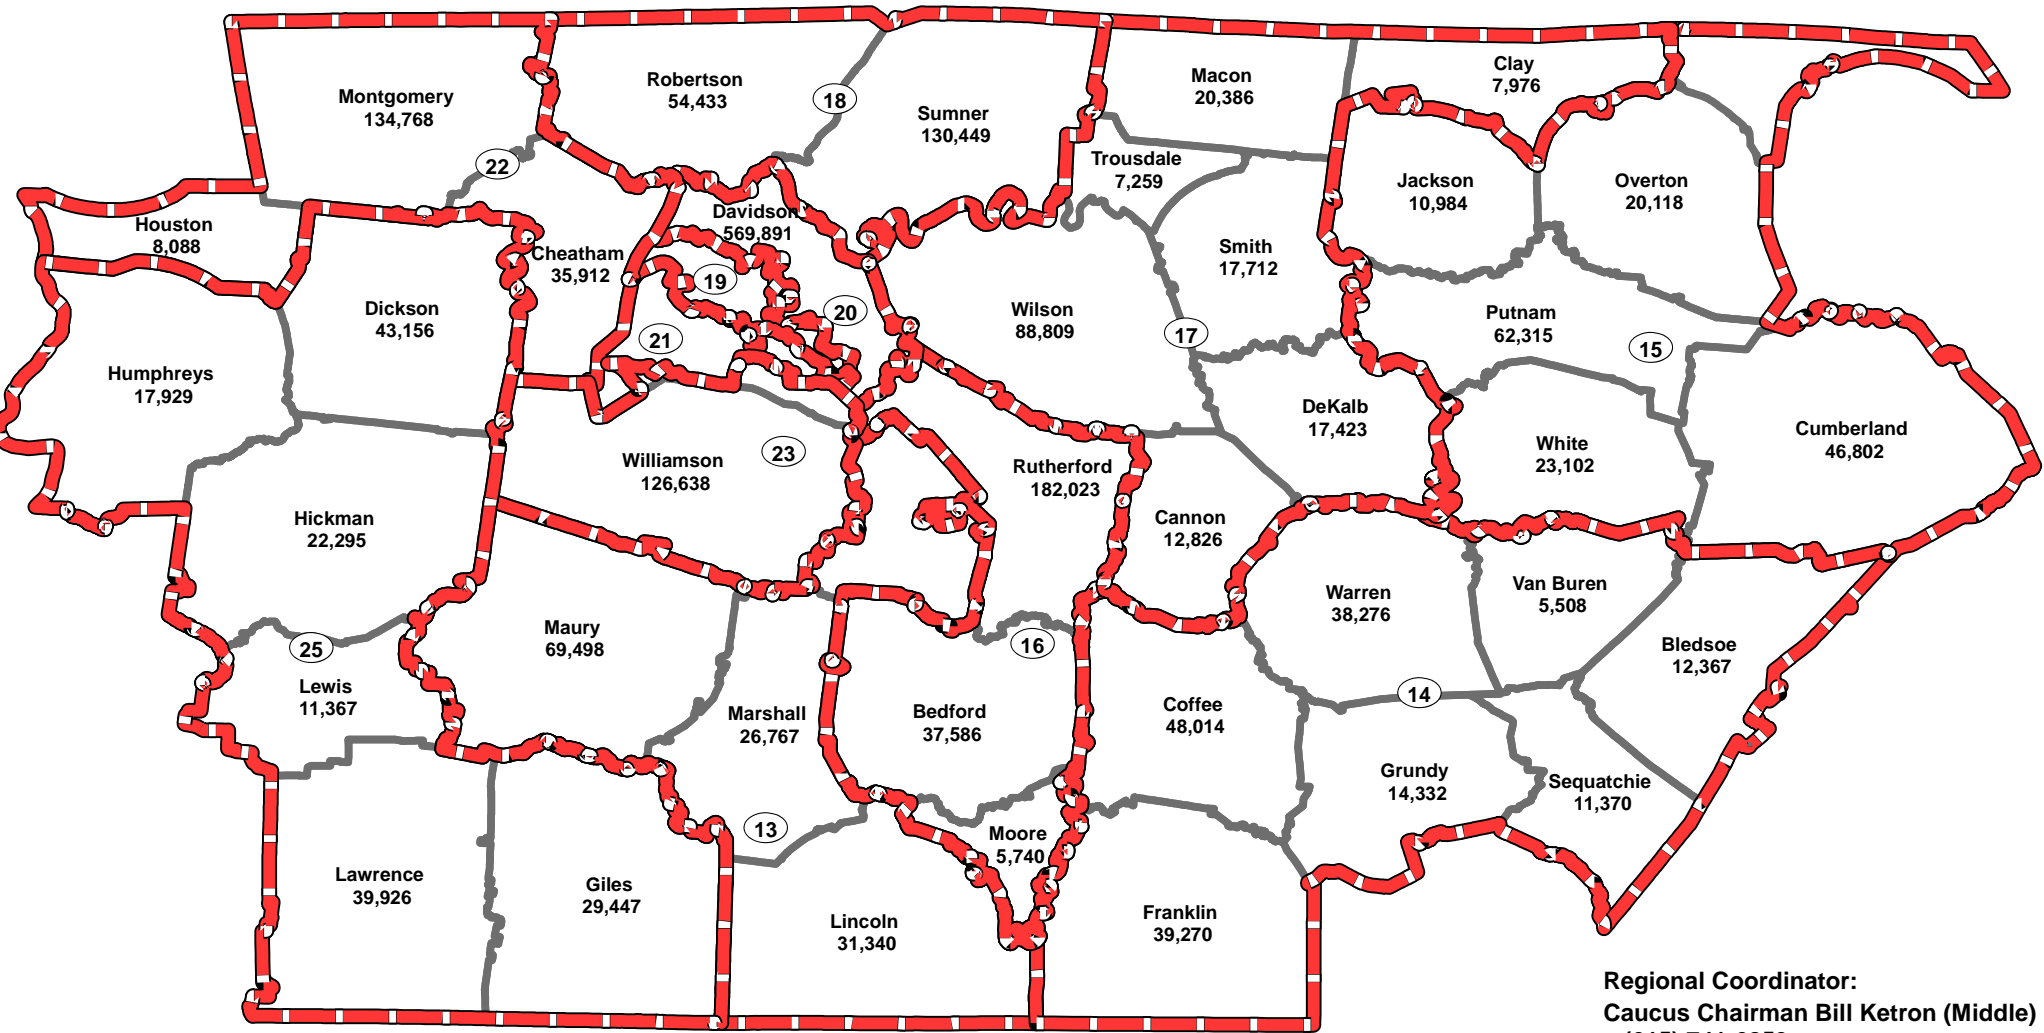 Montgomery
134,768
Robertson
54,433
18
Sumner
130,449
Macon
20,386
Clay
7,976
22
Trousdale
7,259
Jackson
10,984
Overton
20,118
Houston
8,088
Davidson
569,891
Cheatham
35,912
Smith
17,712
19
20
21
Dickson
43,156
Wilson
88,809
17
Putnam
62,315
15
Humphreys
17,929
DeKalb
17,423
White
23,102
Cumberland
46,802
23
Williamson
126,638
Rutherford
182,023
Hickman
22,295
Cannon
12,826
Warren
38,276
Van Buren
5,508
Maury
69,498
16
Bledsoe
12,367
25
Lewis
11,367
Marshall
26,767
Bedford
37,586
Coffee
48,014
14
Grundy
14,332
Sequatchie
11,370
13
Moore
5,740
Lawrence
39,926
Giles
29,447
Lincoln
31,340
Franklin
39,270
Regional Coordinator:
Caucus Chairman Bill Ketron (Middle)